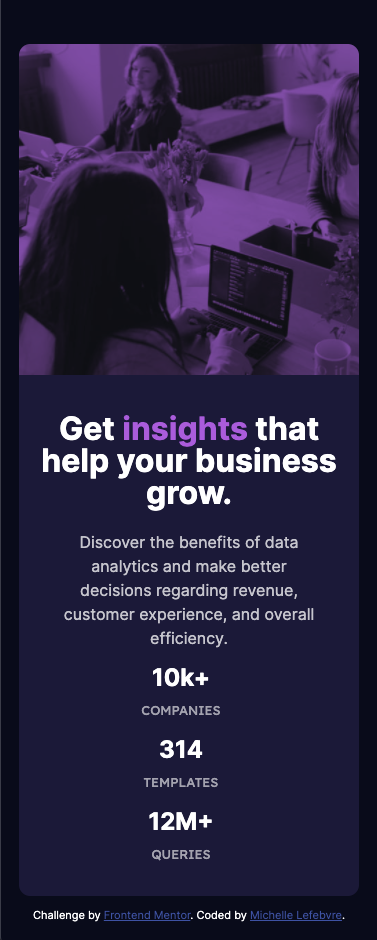 Get insights that
help your business
grow.
Discover the benefits of data
analytics and make better
decisions regarding revenue,
customer experience, and overall
efficiency.
10k+
COMPANIES
314
TEMPLATES
12M+
QUERIES
Challenge by Frontend Mentor. Coded by Michelle Lefebvre.